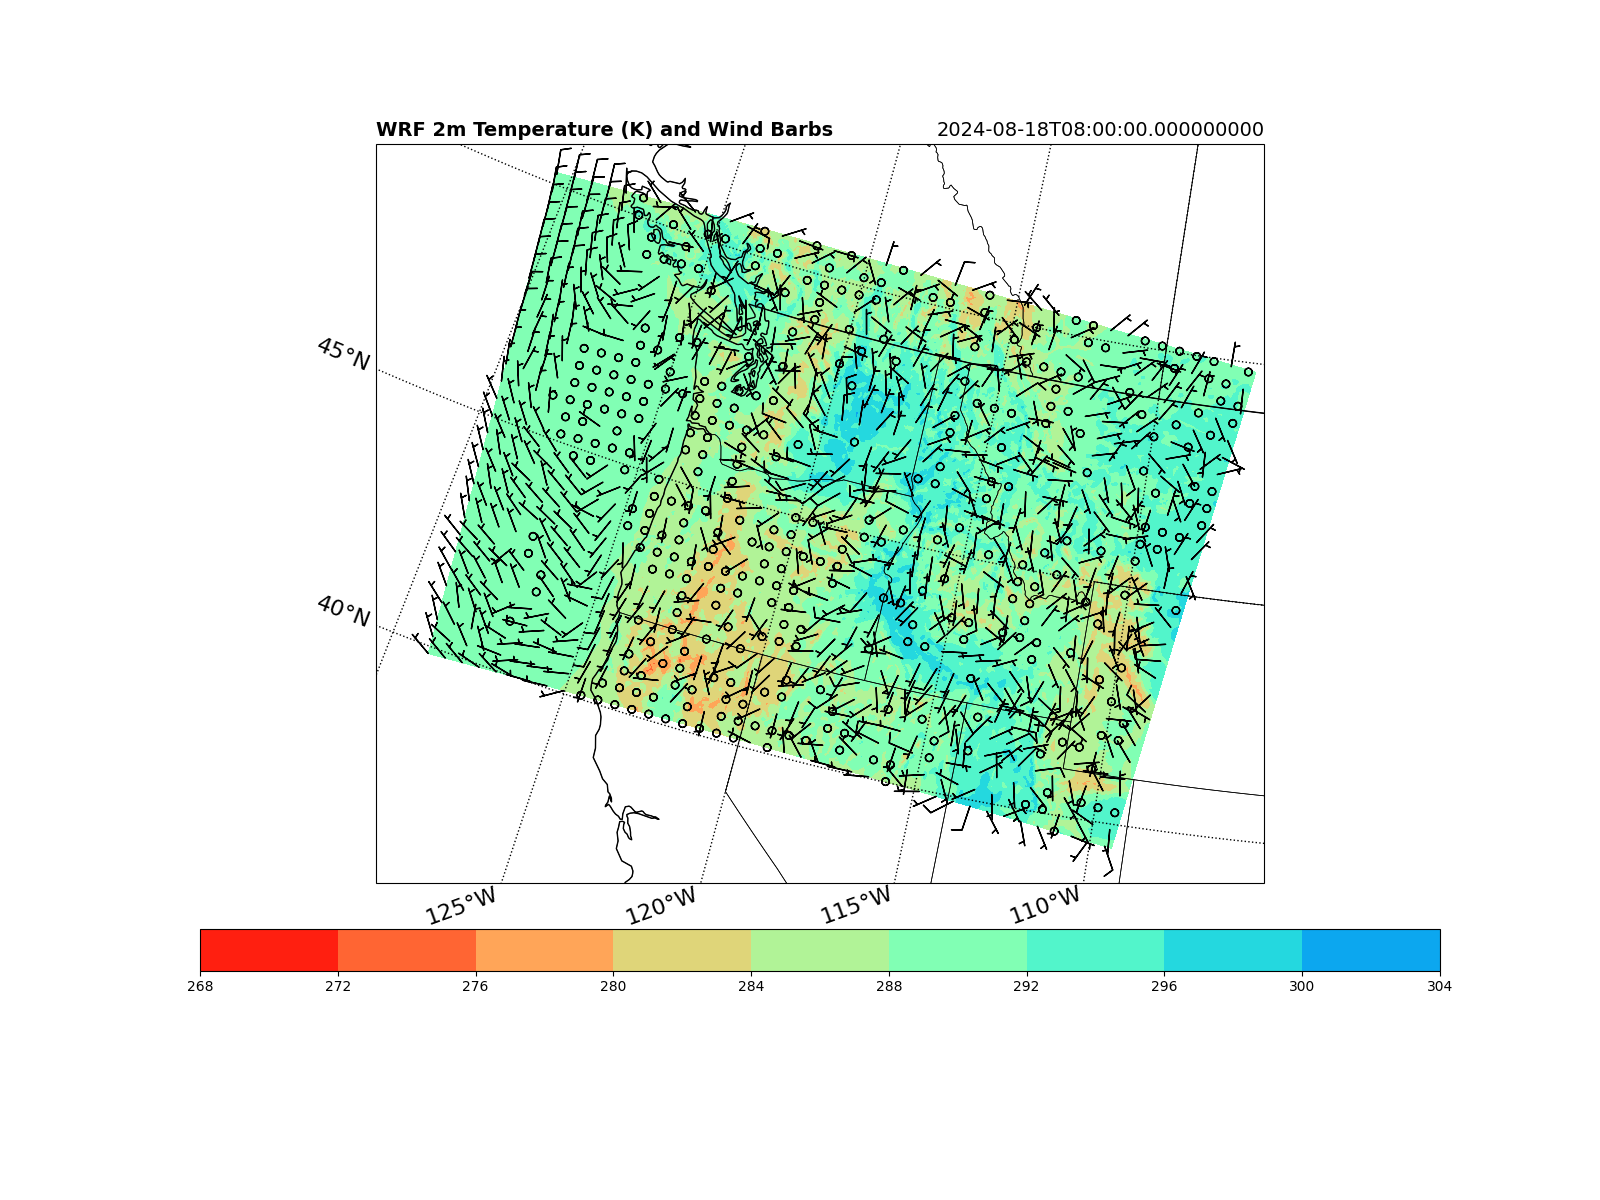 WRF 2m Temperature (K) and Wind Barbs 2024-08-18T08:00:00.000000000
45°N
40°N
125°W 120°W 115°W 110°W
268 272 276 280 284 288 292 296 300 304